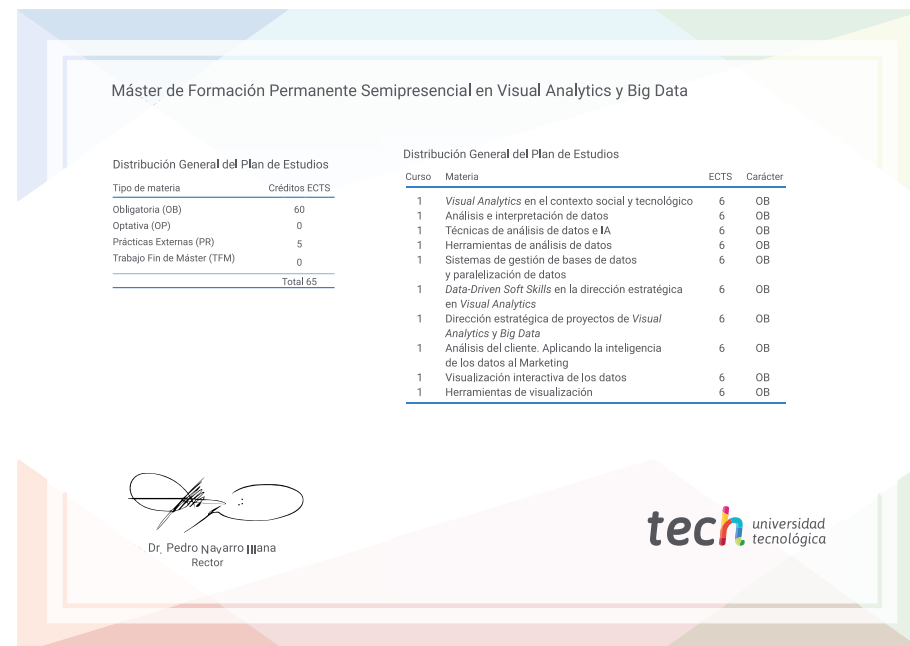 Máster de Formación Permanente Semipresencial en Visual Analytics y Big Data
Distribución General del Plan de Estudios
Tipo de materia Créditos ECTS
Obligatoria (OB) 60
Optativa (OP) 0
Prácticas Externas (PR) 5
Trabajo Fin de Máster (TFM) 0
Total 65
Distribución General del Plan de Estudios
Curso Materia ECTS Carácter
1 Visual Analytics en el contexto social y tecnológico 6 OB
1 Análisis e interpretación de datos 6 OB
1 Técnicas de análisis de datos e IA 6 OB
1 Herramientas de análisis de datos 6 OB
1 Sistemas de gestión de bases de datos 6 OB
y paralelización de datos
1 Data-Driven Soft Skills en la dirección estratégica 6 OB
en Visual Analytics
1 Dirección estratégica de proyectos de Visual 6 OB
Analytics y Big Data
1 Análisis del cliente. Aplicando la inteligencia 6 OB
de los datos al Marketing
1 Visualización interactiva de los datos 6 OB
1 Herramientas de visualización 6 OB
Dr. Pedro Navarro Illana
Rector
tech universidad
tecnológica